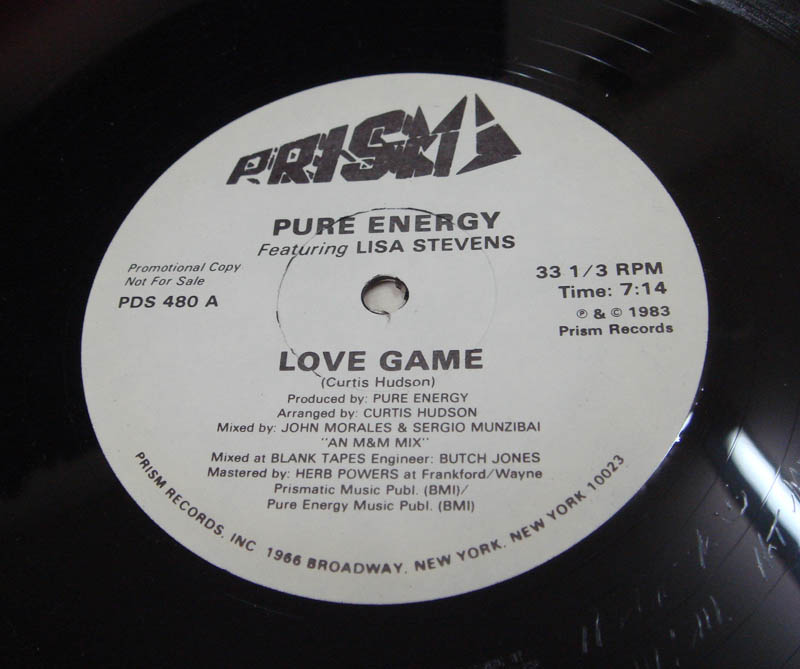 PRISM
PURE ENERGY
Featuring LISA STEVENS
Promotional Copy
Not For Sale
PDS 480 A
33 1/3 RPM
Time: 7:14
℗ & © 1983
Prism Records
LOVE GAME
(Curtis Hudson)
Produced by: PURE ENERGY
Arranged by: CURTIS HUDSON
Mixed by: JOHN MORALES & SERGIO MUNZIBAI
"AN M&M MIX"
Mixed at BLANK TAPES Engineer: BUTCH JONES
Mastered by: HERB POWERS at Frankford/Wayne
Prismatic Music Publ. (BMI)/
Pure Energy Music Publ. (BMI)
PRISM RECORDS, INC 1966 BROADWAY, NEW YORK, NEW YORK 10023